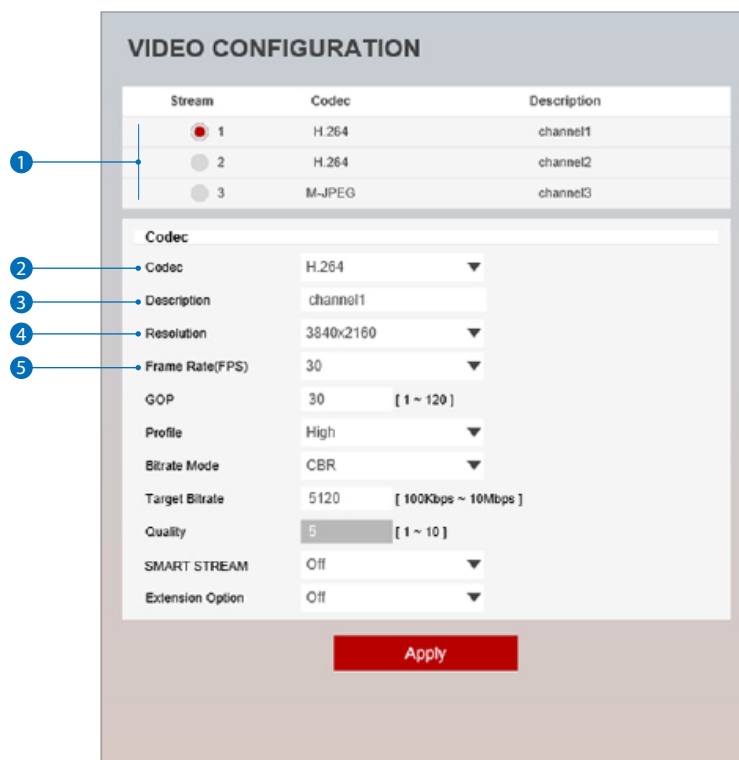 VIDEO CONFIGURATION
Stream Codec Description
1 H.264 channel1
1
2 H.264 channel2
3 M-JPEG channel3
Codec
2 Codec H.264
3 Description channel1
4 Resolution 3840x2160
5 Frame Rate(FPS) 30
GOP 30 [ 1 ~ 120 ]
Profile High
Bitrate Mode CBR
Target Bitrate 5120 [ 100Kbps ~ 10Mbps ]
Quality 5 [ 1 ~ 10 ]
SMART STREAM Off
Extension Option Off
Apply